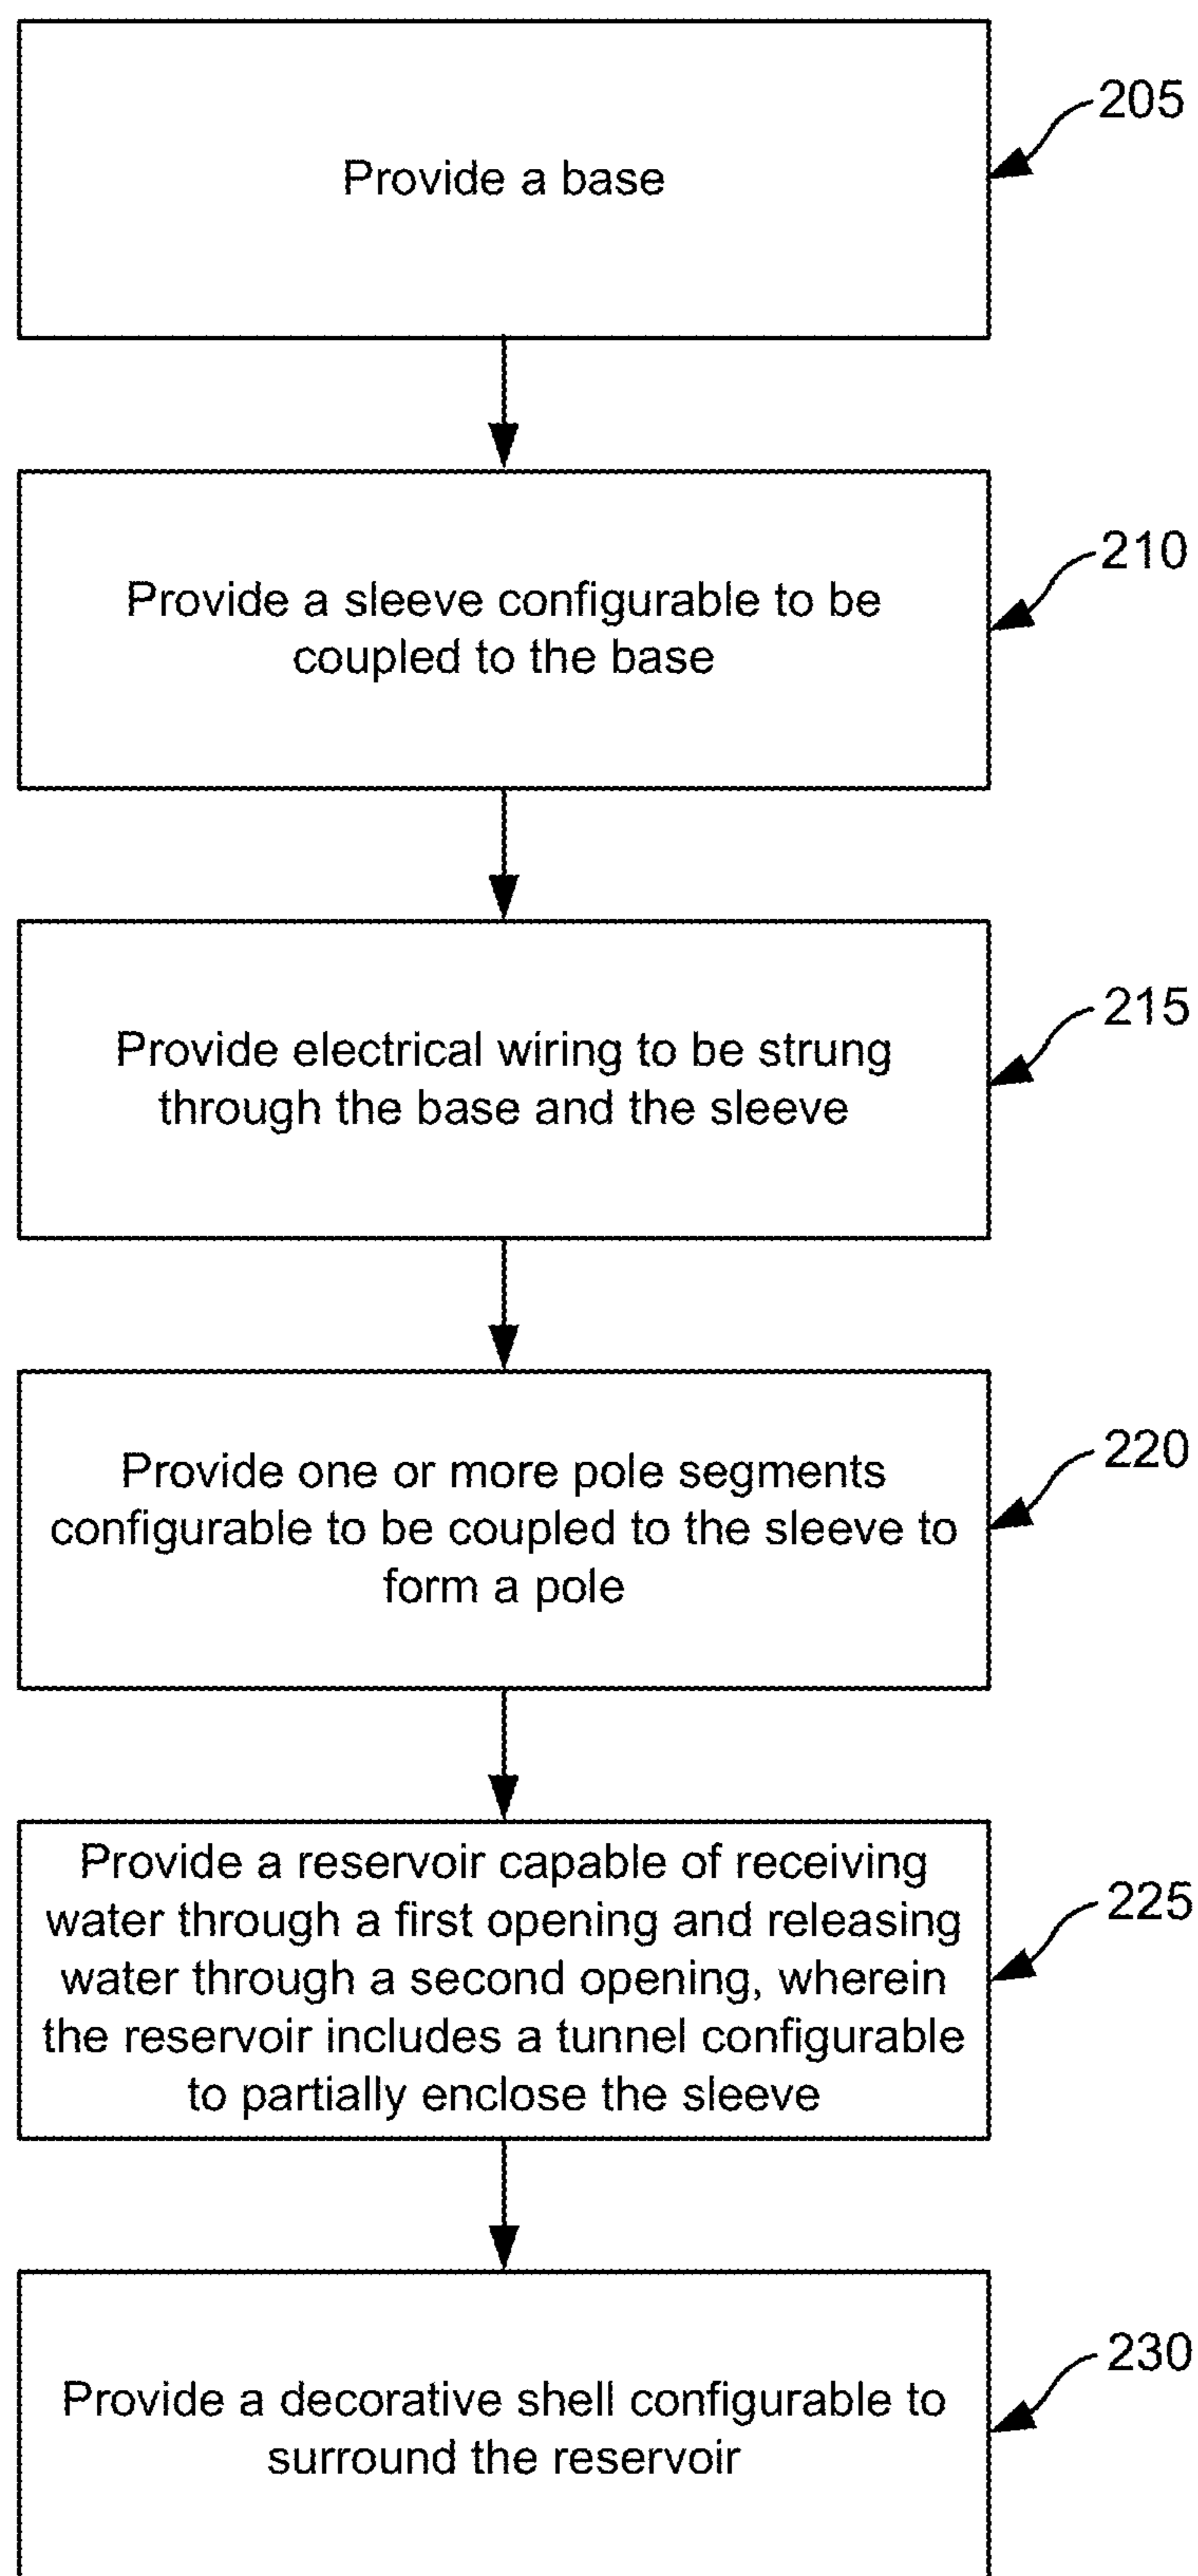 Provide a base
205
Provide a sleeve configurable to be
coupled to the base
210
Provide electrical wiring to be strung
through the base and the sleeve
215
Provide one or more pole segments
configurable to be coupled to the sleeve to
form a pole
220
Provide a reservoir capable of receiving
water through a first opening and releasing
water through a second opening, wherein
the reservoir includes a tunnel configurable
to partially enclose the sleeve
225
Provide a decorative shell configurable to
surround the reservoir
230